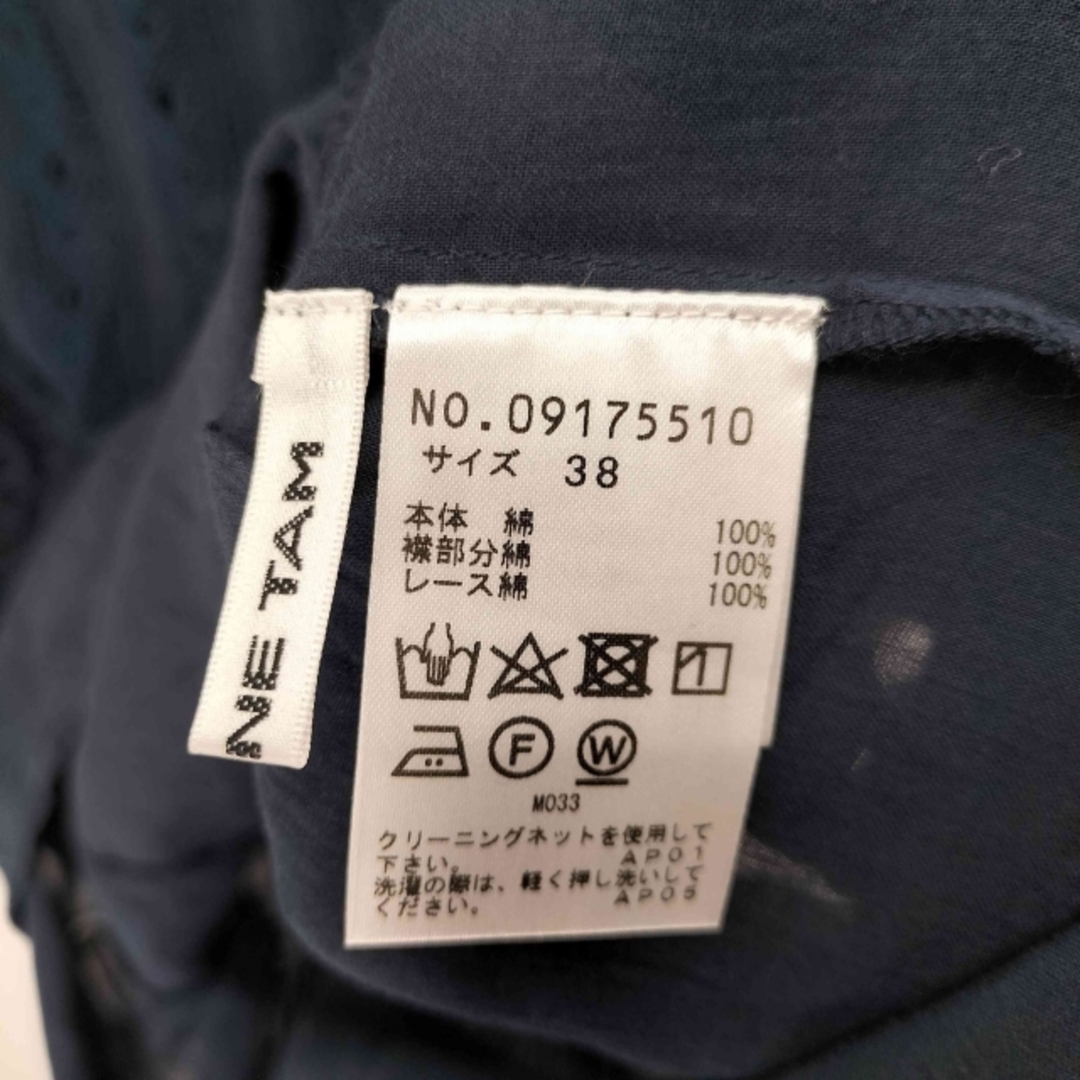 NE TAM
NO.09175510
サイズ 38
本体 綿 100%
襟部分綿 100%
レース綿 100%
F W
M033
クリーニングネットを使用して
下さい。 AP01
洗濯の際は、軽く押し洗いして
ください。 AP05